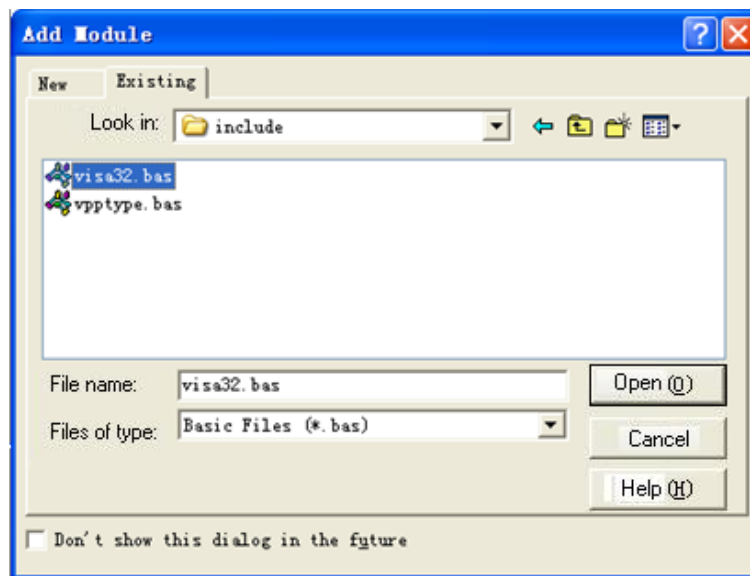 Add Module
New Existing
Look in: include
visa32.bas
vpptype.bas
File name: visa32.bas Open (O)
Files of type: Basic Files (*.bas) Cancel
Help (H)
Don't show this dialog in the future